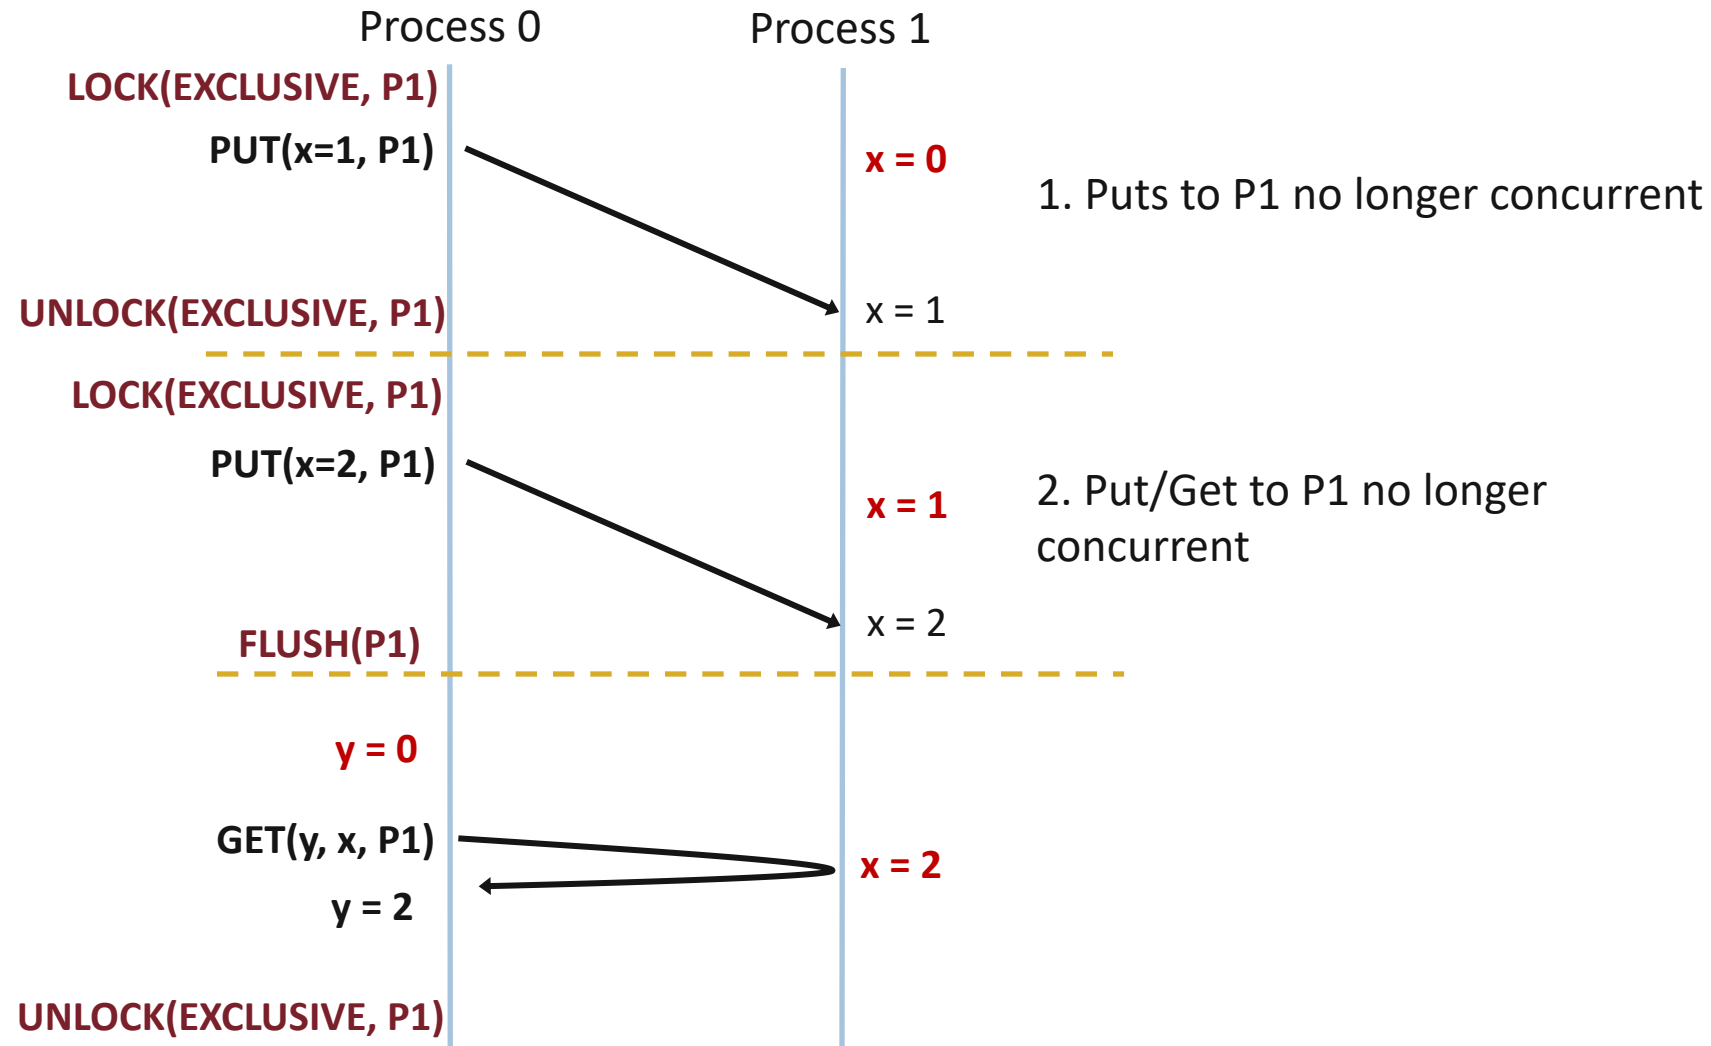 Process 0
Process 1
LOCK(EXCLUSIVE, P1)
PUT(x=1, P1)
x = 0
1. Puts to P1 no longer concurrent
UNLOCK(EXCLUSIVE, P1)
x = 1
LOCK(EXCLUSIVE, P1)
PUT(x=2, P1)
x = 1
2. Put/Get to P1 no longer
concurrent
x = 2
FLUSH(P1)
y = 0
GET(y, x, P1)
x = 2
y = 2
UNLOCK(EXCLUSIVE, P1)